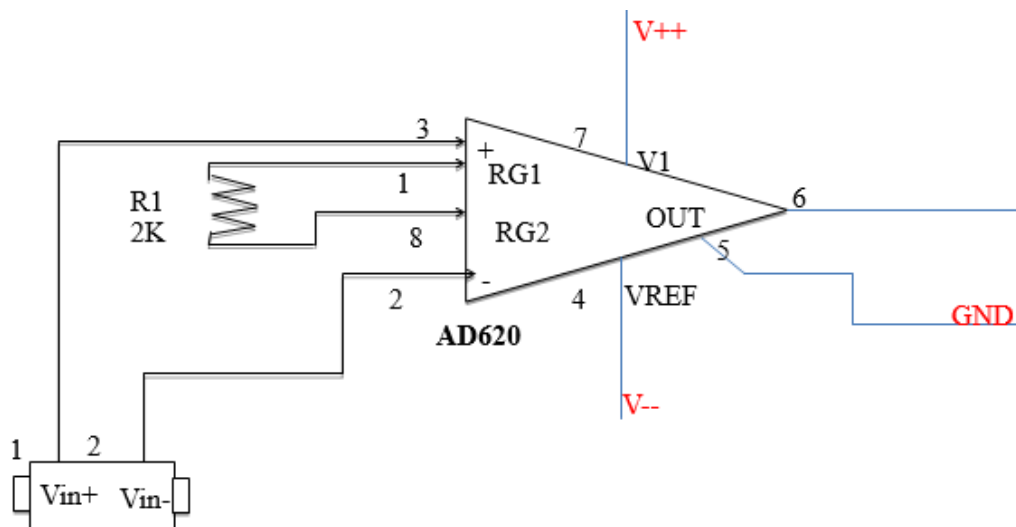 V++
3
7
+
V1
RG1
1
R1
2K
6
OUT
RG2
8
5
-
2
4
VREF
GND
AD620
V--
1
2
Vin+
Vin-